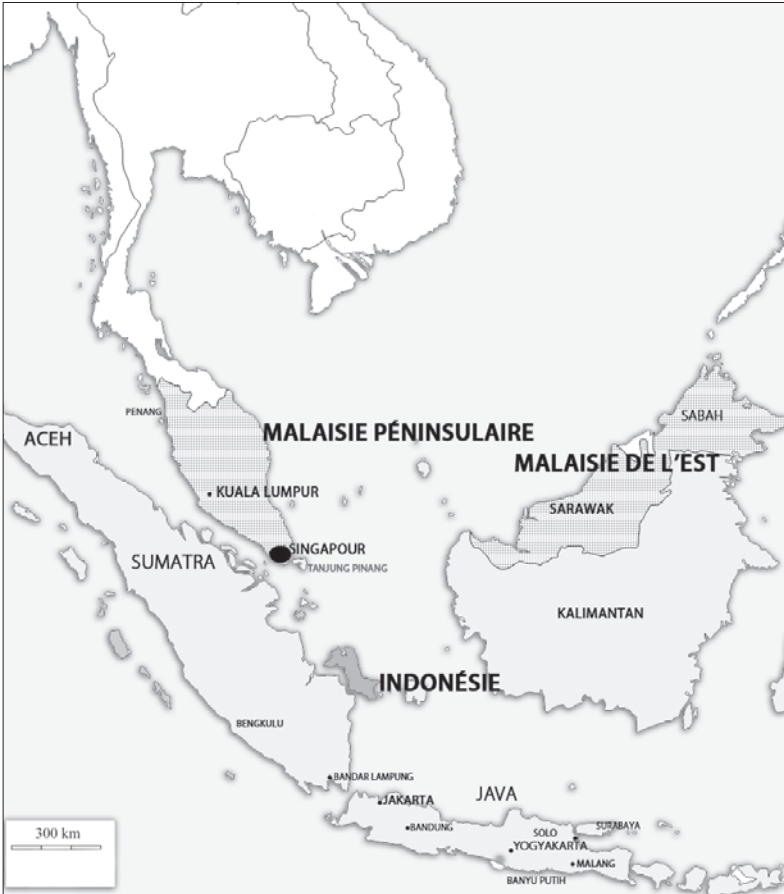 SABAH
PENANG
MALAISIE PÉNINSULAIRE
ACEH
MALAISIE DE L'EST
KUALA LUMPUR
SARAWAK
SINGAPOUR
SUMATRA
TANJUNG PINANG
KALIMANTAN
INDONÉSIE
BENGKULU
BANDAR LAMPUNG
JAVA
JAKARTA
BANDUNG
SOLO
SURABAYA
YOGYAKARTA
MALANG
BANYU PUTIH
300 km